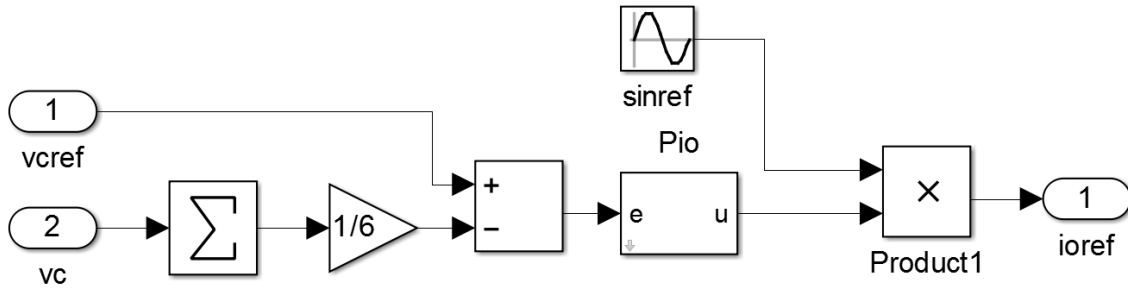 sinref
1
vcref
Pio
+
−
1/6
2
vc
e
u
×
Product1
1
ioref